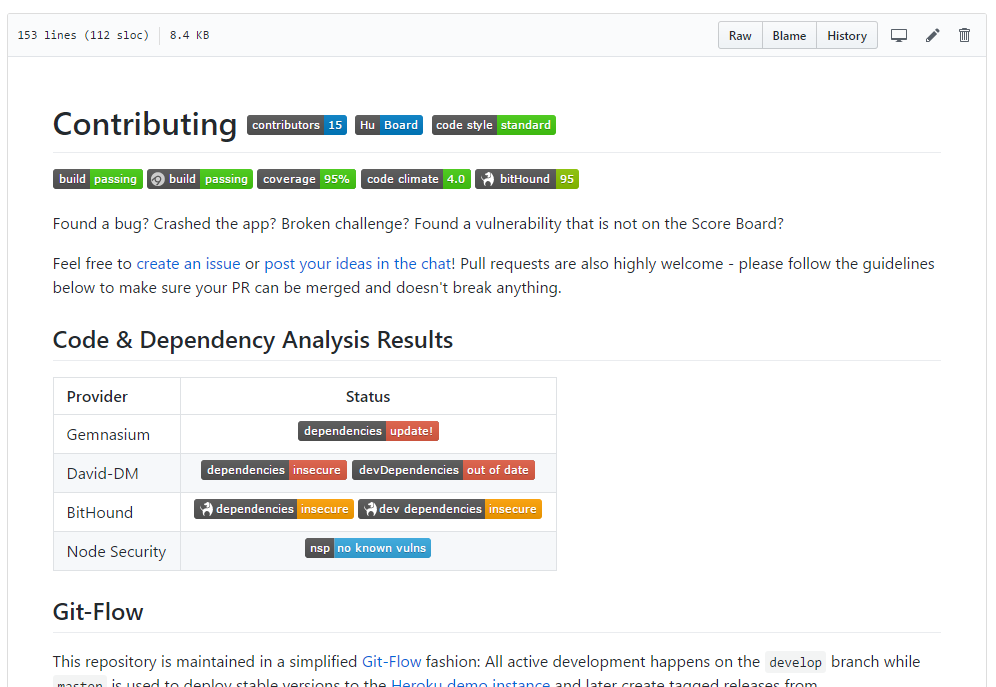 153 lines (112 sloc) 8.4 KB Raw Blame History
Contributing contributors 15 Hu Board code style standard
build passing build passing coverage 95% code climate 4.0 bitHound 95
Found a bug? Crashed the app? Broken challenge? Found a vulnerability that is not on the Score Board?
Feel free to create an issue or post your ideas in the chat! Pull requests are also highly welcome - please follow the guidelines
below to make sure your PR can be merged and doesn't break anything.
Code & Dependency Analysis Results
Provider Status
Gemnasium dependencies update!
David-DM dependencies insecure devDependencies out of date
BitHound dependencies insecure dev dependencies insecure
Node Security nsp no known vulns
Git-Flow
This repository is maintained in a simplified Git-Flow fashion: All active development happens on the develop branch while
master is used to deploy stable versions to the Heroku demo instance and later create tagged releases from.